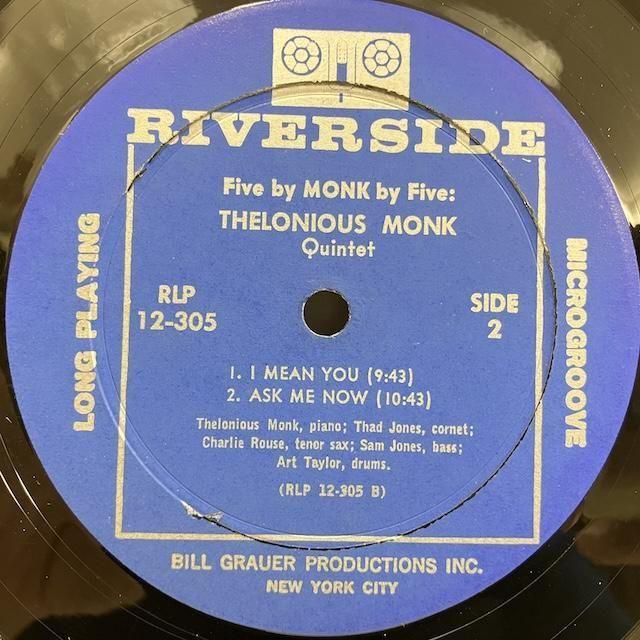 RIVERSIDE
Five by MONK by Five:
THELONIOUS MONK
Quintet
LONG PLAYING
RLP
12-305
SIDE
2
MICROGROOVE
1. I MEAN YOU (9:43)
2. ASK ME NOW (10:43)
Thelonious Monk, piano; Thad Jones, cornet;
Charlie Rouse, tenor sax; Sam Jones, bass;
Art Taylor, drums.
(RLP 12-305 B)
BILL GRAUER PRODUCTIONS INC.
NEW YORK CITY